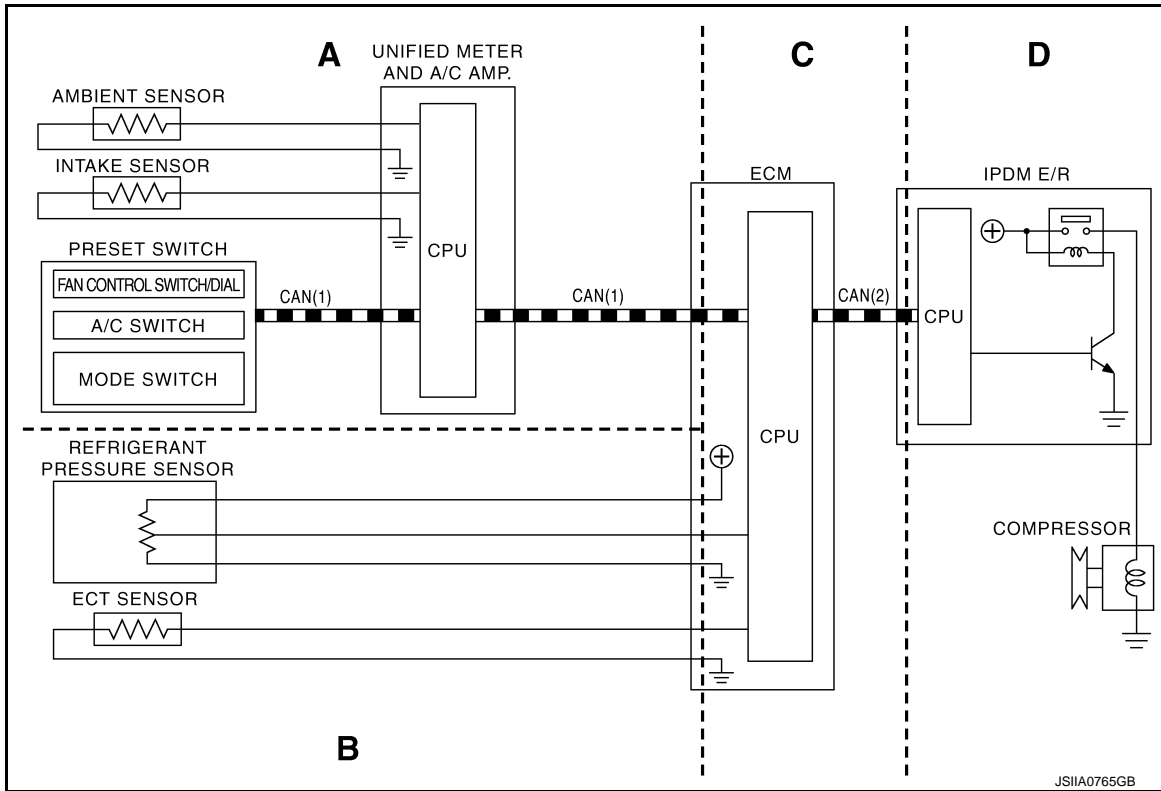 A
UNIFIED METER
AND A/C AMP.
C
D
AMBIENT SENSOR
INTAKE SENSOR
CPU
PRESET SWITCH
FAN CONTROL SWITCH/DIAL
A/C SWITCH
MODE SWITCH
CAN(1)
CAN(1)
ECM
CPU
CAN(2)
IPDM E/R
CPU
REFRIGERANT
PRESSURE SENSOR
ECT SENSOR
COMPRESSOR
B
JSIIA0765GB